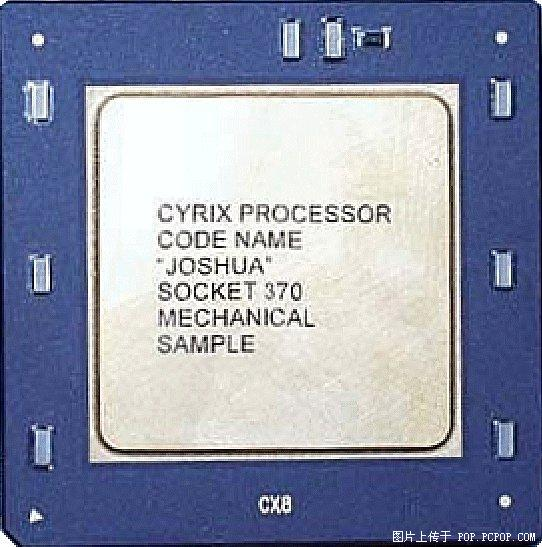 CYRIX PROCESSOR
CODE NAME
"JOSHUA"
SOCKET 370
MECHANICAL
SAMPLE
CX8
图片上传于 POP.PCPOP.COM